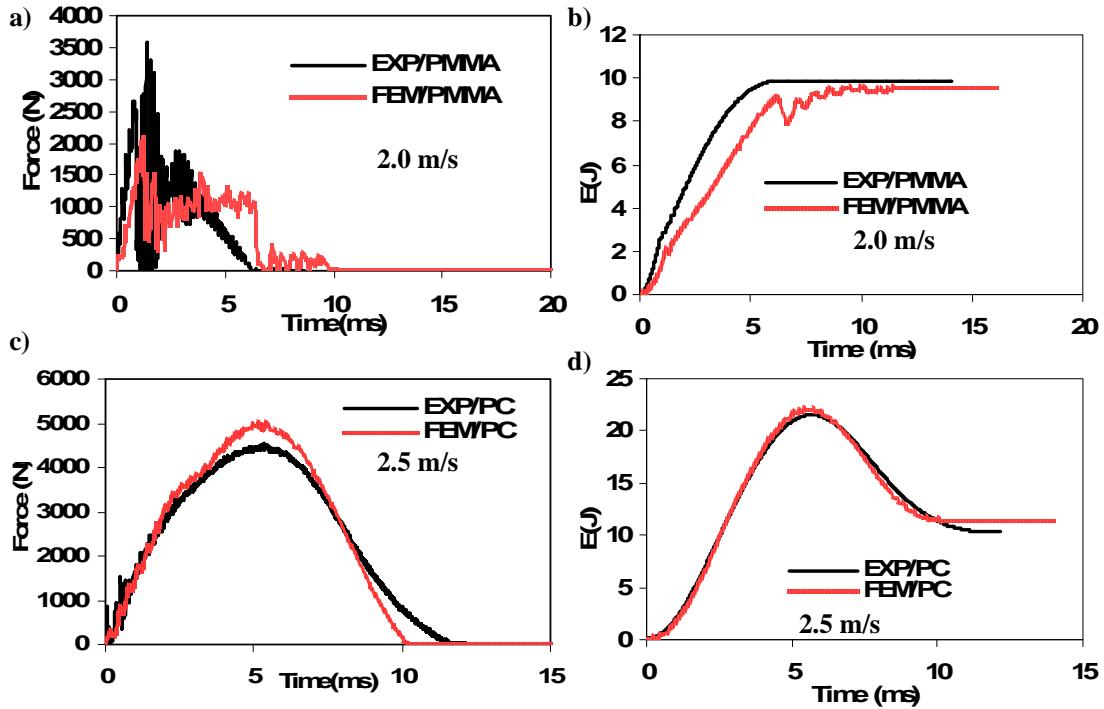 a)
4000
3500
3000
2500
2000
1500
1000
500
0
Force (N)
EXP/PMMA
FEM/PMMA
2.0 m/s
0 5 10 15 20
Time(ms)
b)
12
10
8
6
4
2
0
E(J)
EXP/PMMA
FEM/PMMA
2.0 m/s
0 5 10 15 20
Time (ms)
c)
6000
5000
4000
3000
2000
1000
0
Force (N)
EXP/PC
FEM/PC
2.5 m/s
0 5 10 15
Time(ms)
d)
25
20
15
10
5
0
E(J)
EXP/PC
FEM/PC
2.5 m/s
0 5 10 15
Time (ms)